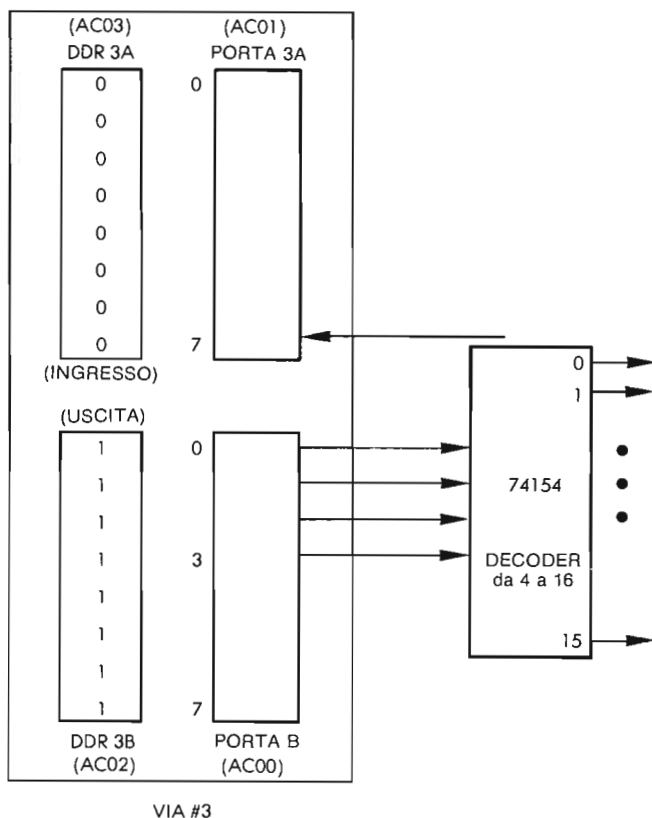 (AC03) (AC01)
DDR 3A PORTA 3A
0 0
0
0
0
0
0
0
0 7
(INGRESSO)
0
1
(USCITA)
1 0
1
74154
1
1 3
DECODER
da 4 a 16
1
1
1
15
1 7
DDR 3B PORTA B
(AC02) (AC00)
VIA #3